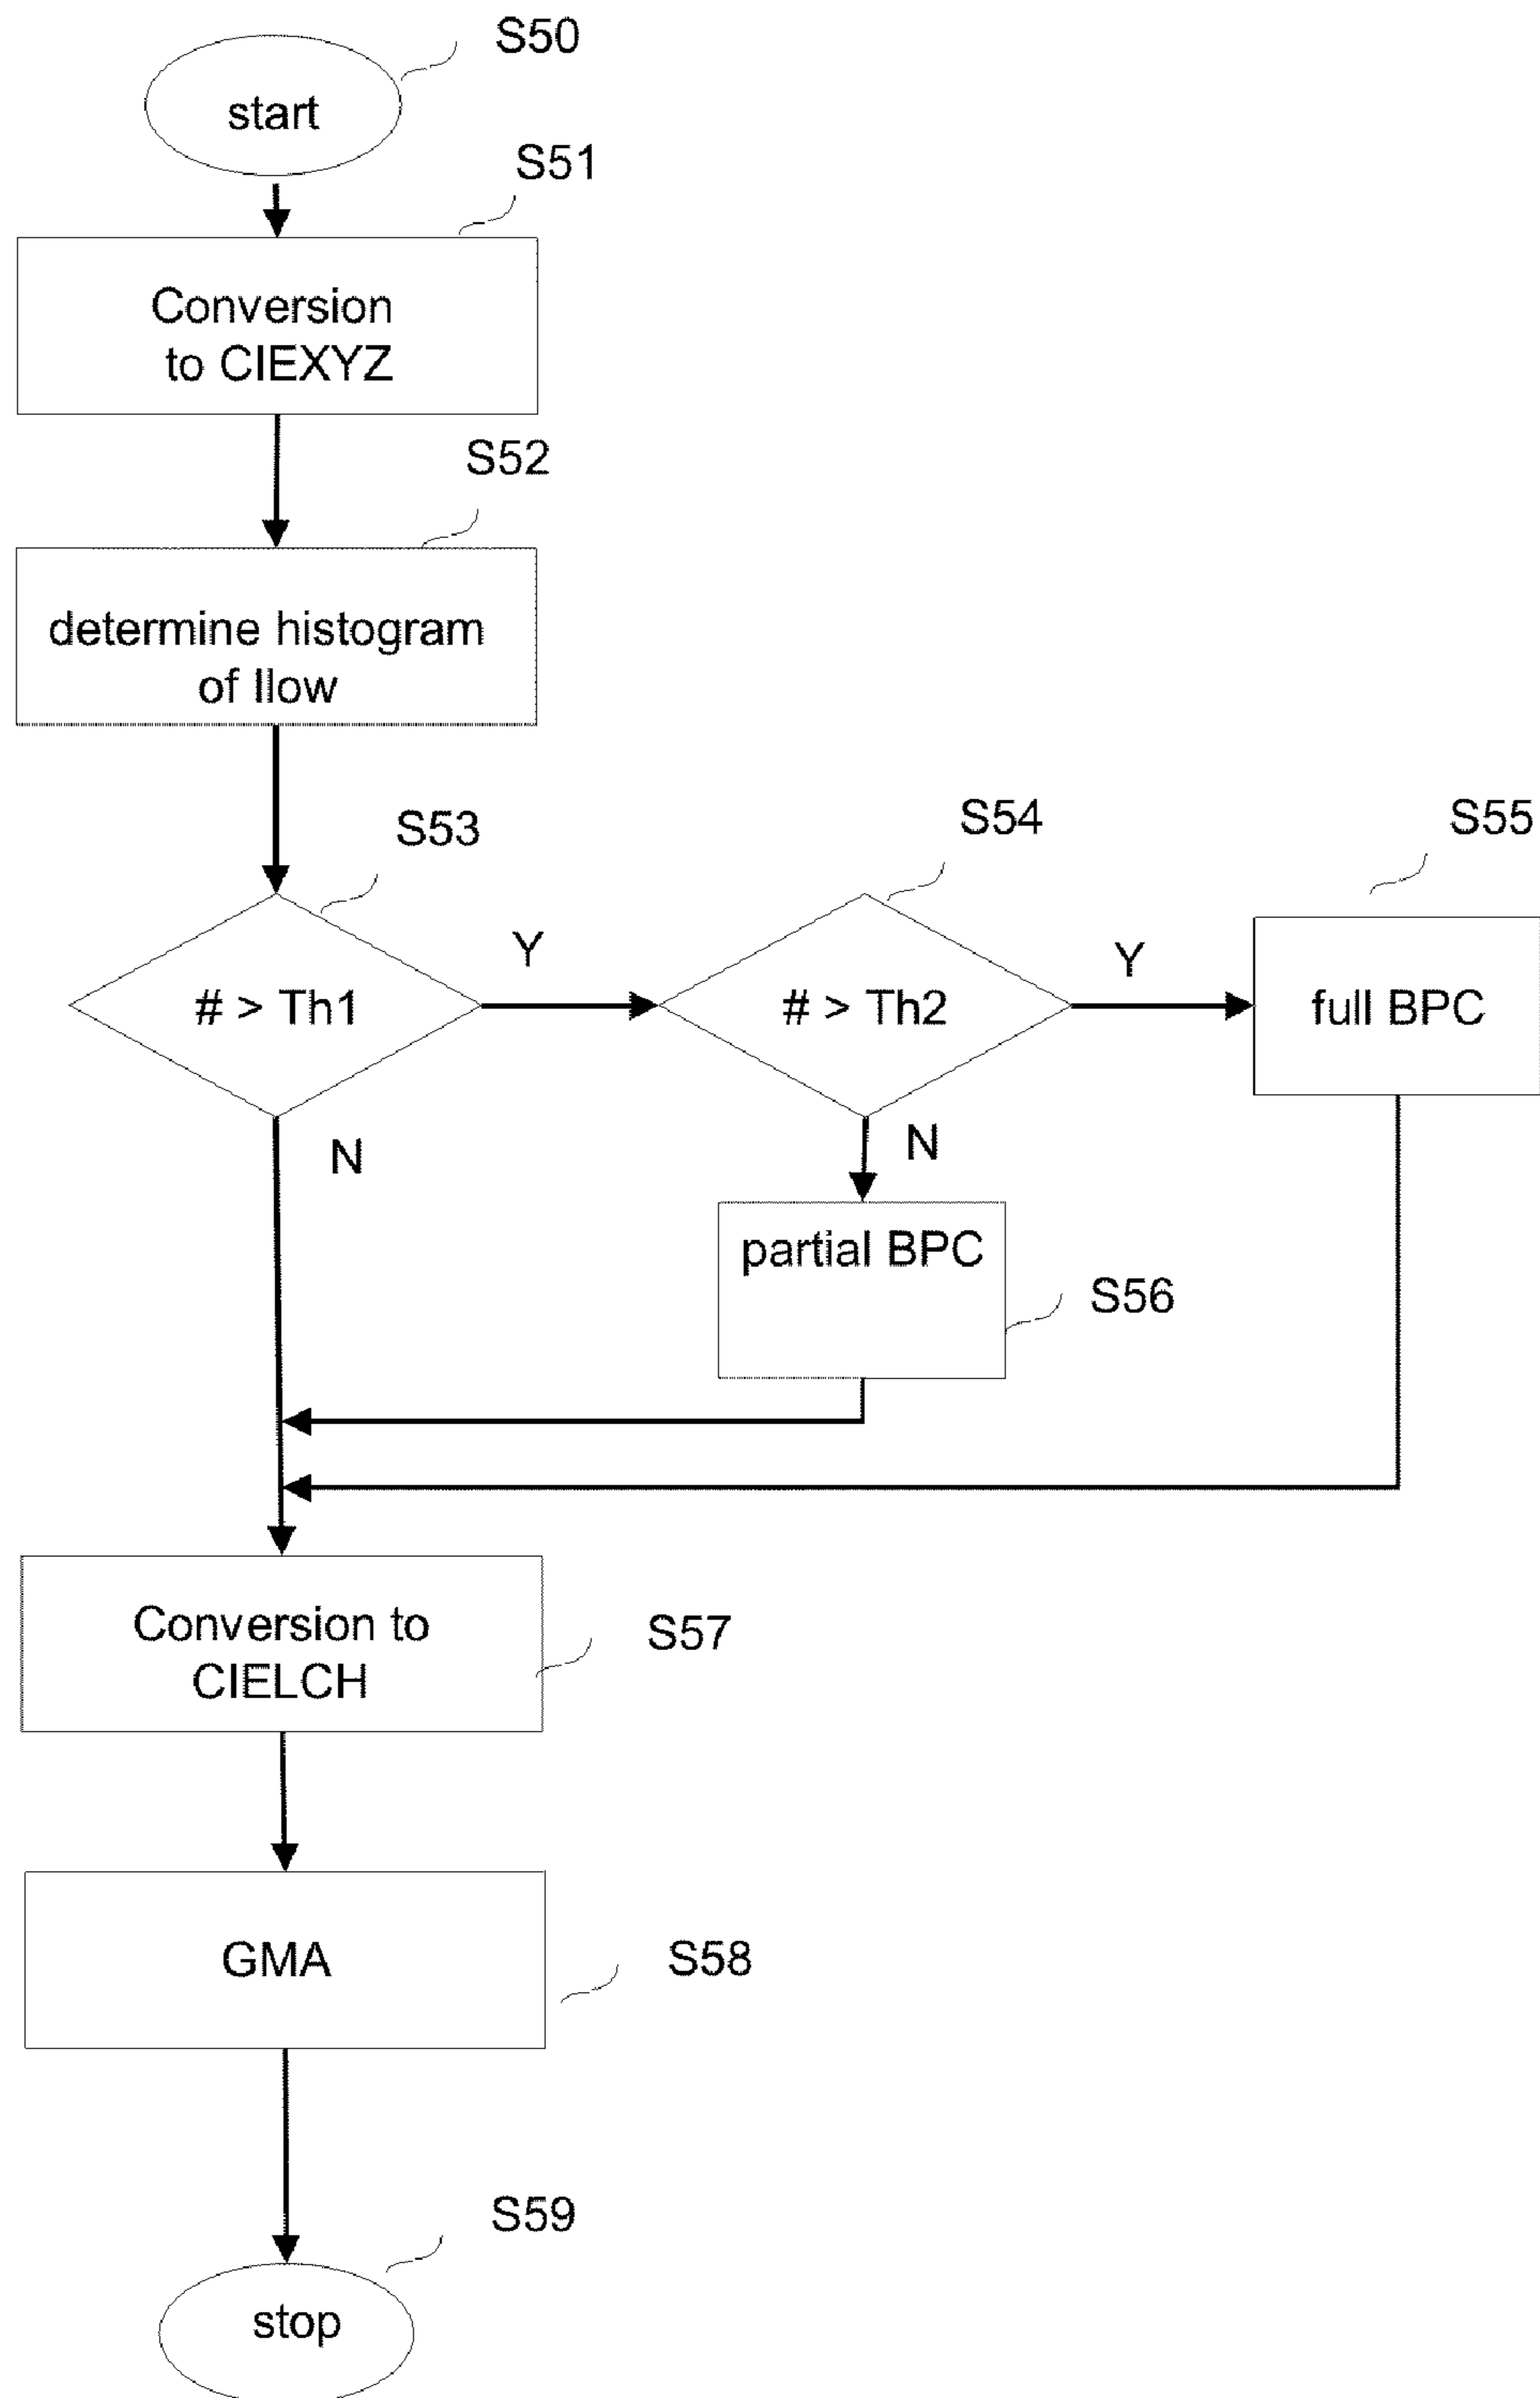 S50
start
S51
Conversion
to CIEXYZ
S52
determine histogram
of Ilow
S53
S54
S55
# > Th1
Y
# > Th2
Y
full BPC
N
N
partial BPC
S56
Conversion to
CIELCH
S57
GMA
S58
S59
stop